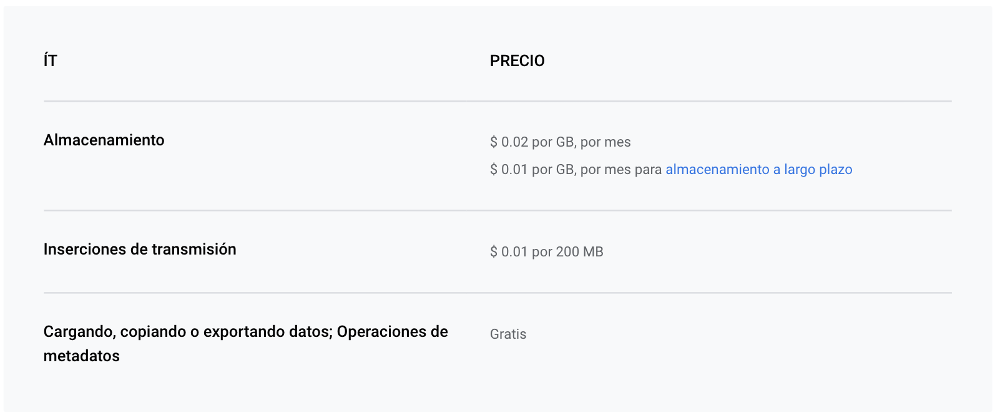 ÍT
PRECIO
Almacenamiento
$ 0.02 por GB, por mes
$ 0.01 por GB, por mes para almacenamiento a largo plazo
Inserciones de transmisión
$ 0.01 por 200 MB
Cargando, copiando o exportando datos; Operaciones de
metadatos
Gratis